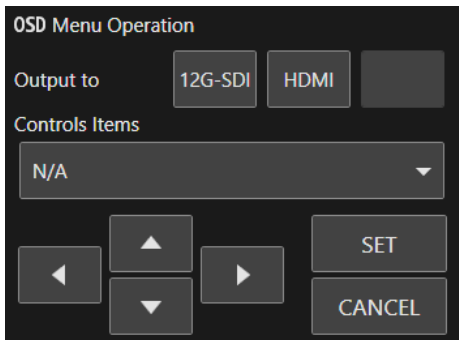 OSD Menu Operation
Output to 12G-SDI HDMI
Controls Items
N/A
SET
CANCEL